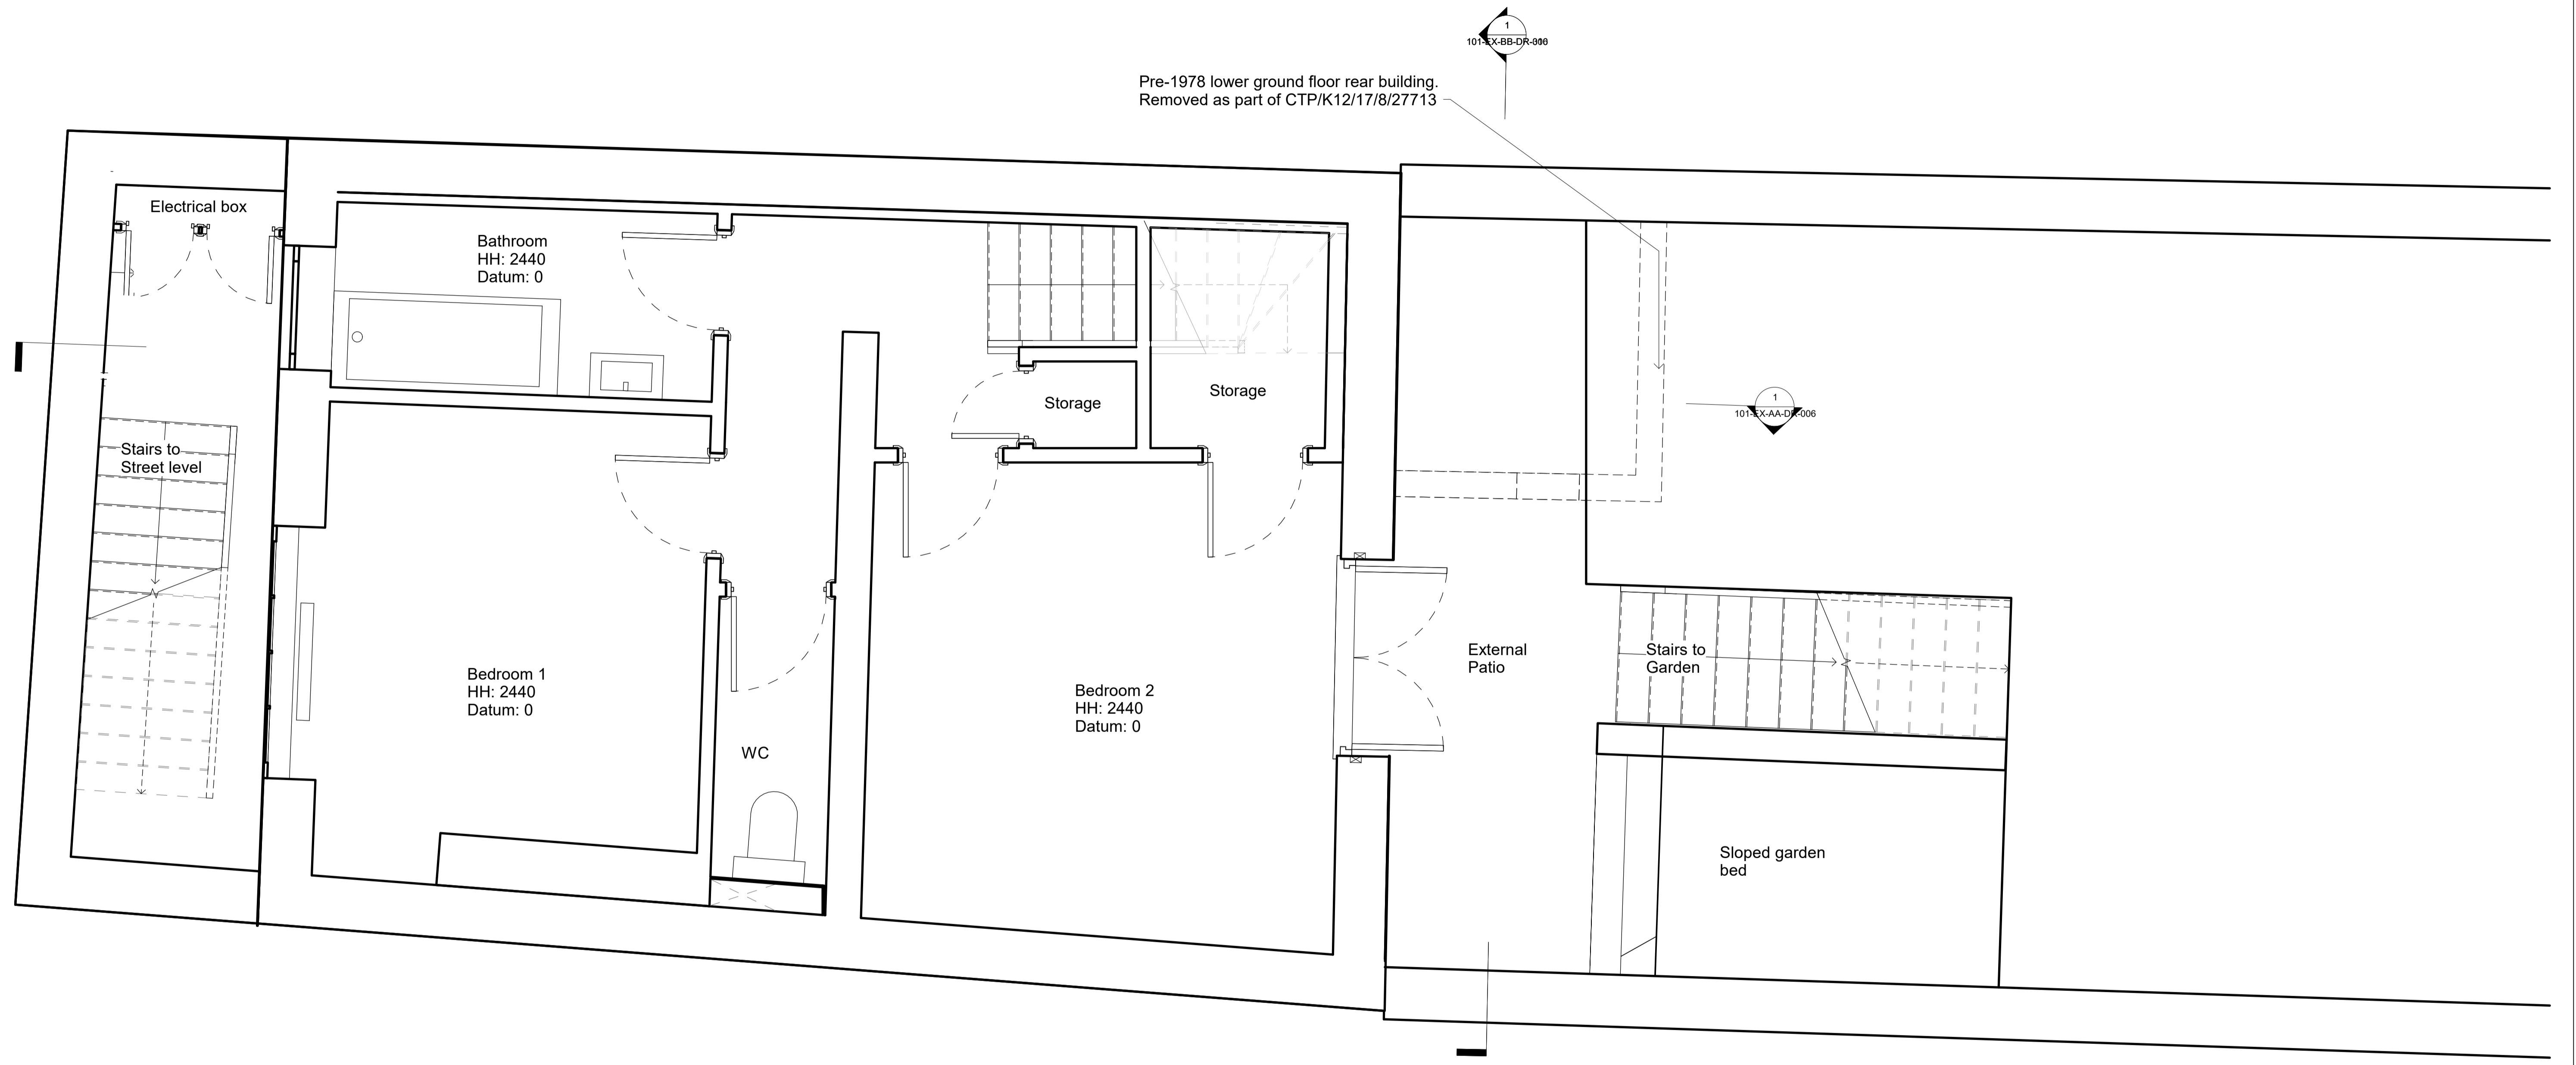 1
Pre-1978 lower ground floor rear building.
Removed as part of CTP/K12/17/8/27713
Electrical box
Bathroom
HH: 2440
Datum: 0
Storage
Storage
1
101-EX-AA-DR-006
Stairs to
Street level
Bedroom 1
HH: 2440
Datum: 0
WC
Bedroom 2
HH: 2440
Datum: 0
External
Patio
Stairs to
Garden
Sloped garden
bed